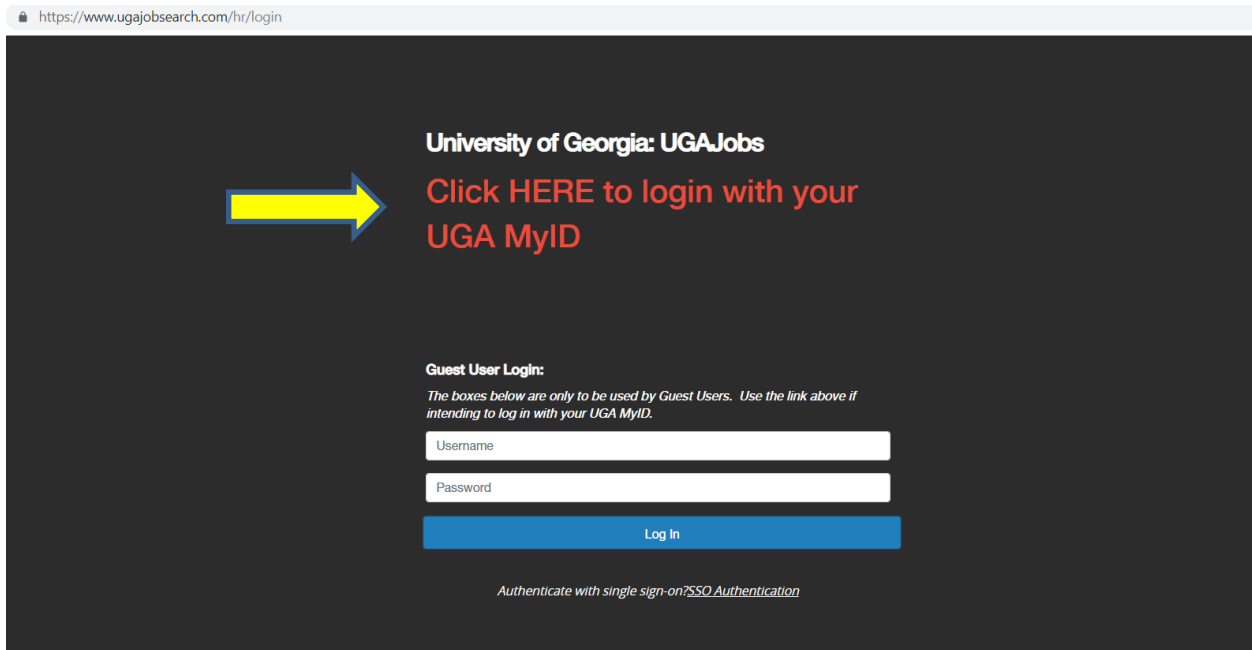 https://www.ugajobsearch.com/hr/login
University of Georgia: UGAJobs
Click HERE to login with your
UGA MyID
Guest User Login:
The boxes below are only to be used by Guest Users. Use the link above if
intending to log in with your UGA MyID.
Username
Password
Log In
Authenticate with single sign-on?SSO Authentication